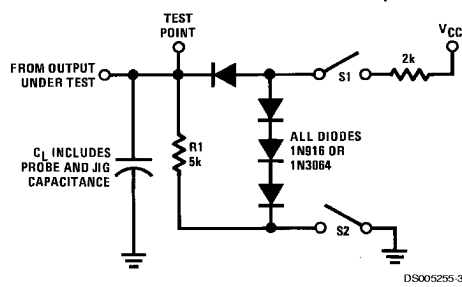 TEST
POINT
FROM OUTPUT
UNDER TEST
S1
2k
VCC
R1
5k
ALL DIODES
1N916 OR
1N3064
CL INCLUDES
PROBE AND JIG
CAPACITANCE
S2
DS005255-3